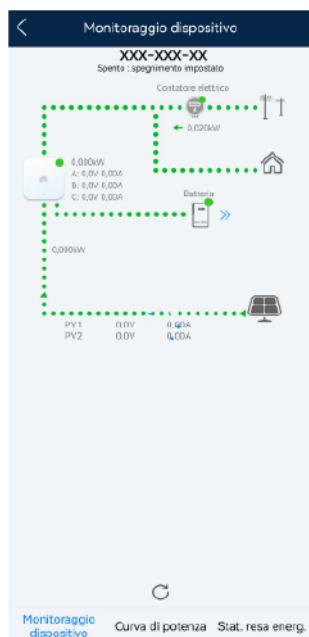 Monitoraggio dispositivo
XXX-XXX-XX
Spento : spegnimento impostato
Contatore elettrico
0,020kW
0,000kW
A: 0,0V 0,00A
B: 0,0V 0,00A
C: 0,0V 0,00A
Batteria
0,000kW
PV1 0.0V 0,00A
PV2 0.0V 0,00A
Monitoraggio dispositivo
Curva di potenza
Stat. resa energ.